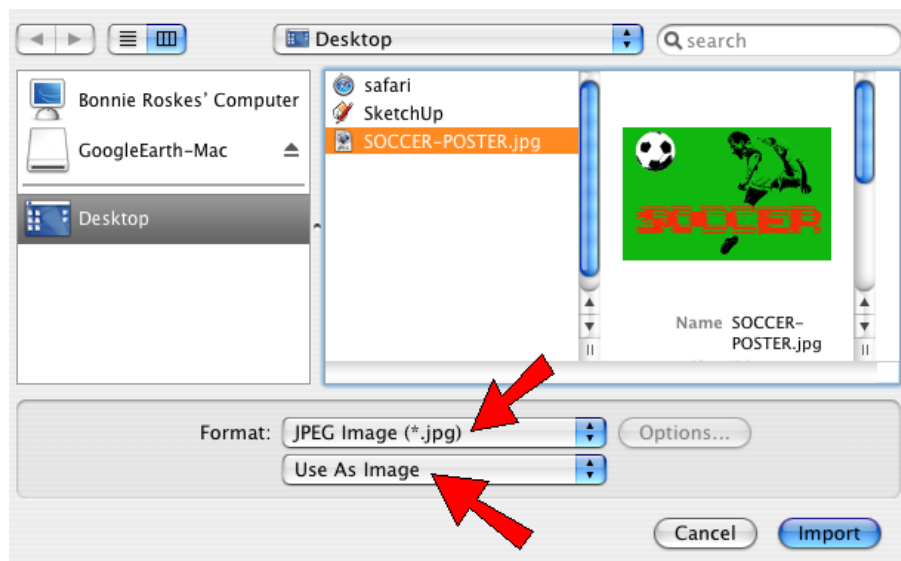 Desktop
search
Bonnie Roskes' Computer
GoogleEarth-Mac
Desktop
safari
SketchUp
SOCCER-POSTER.jpg
SOCCER
Name SOCCER-
POSTER.jpg
Format: JPEG Image (*.jpg)
Options...
Use As Image
Cancel
Import